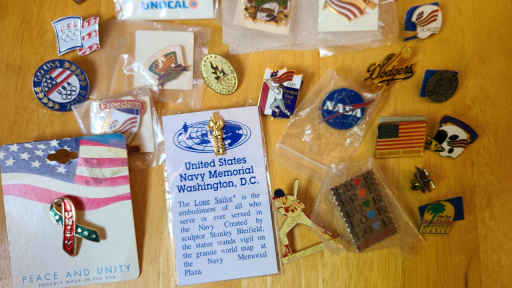 UNOCAL
Dodgers
Freedom
NASA
United States
Navy Memorial
Washington, D.C.
The Lone Sailor® is the
embodiment of all who
serve or ever served in
the Navy. Created by
sculptor Stanley Bleifeld,
the statue stands vigil on
the granite world map at
the Navy Memorial
Plaza.
PEACE AND UNITY